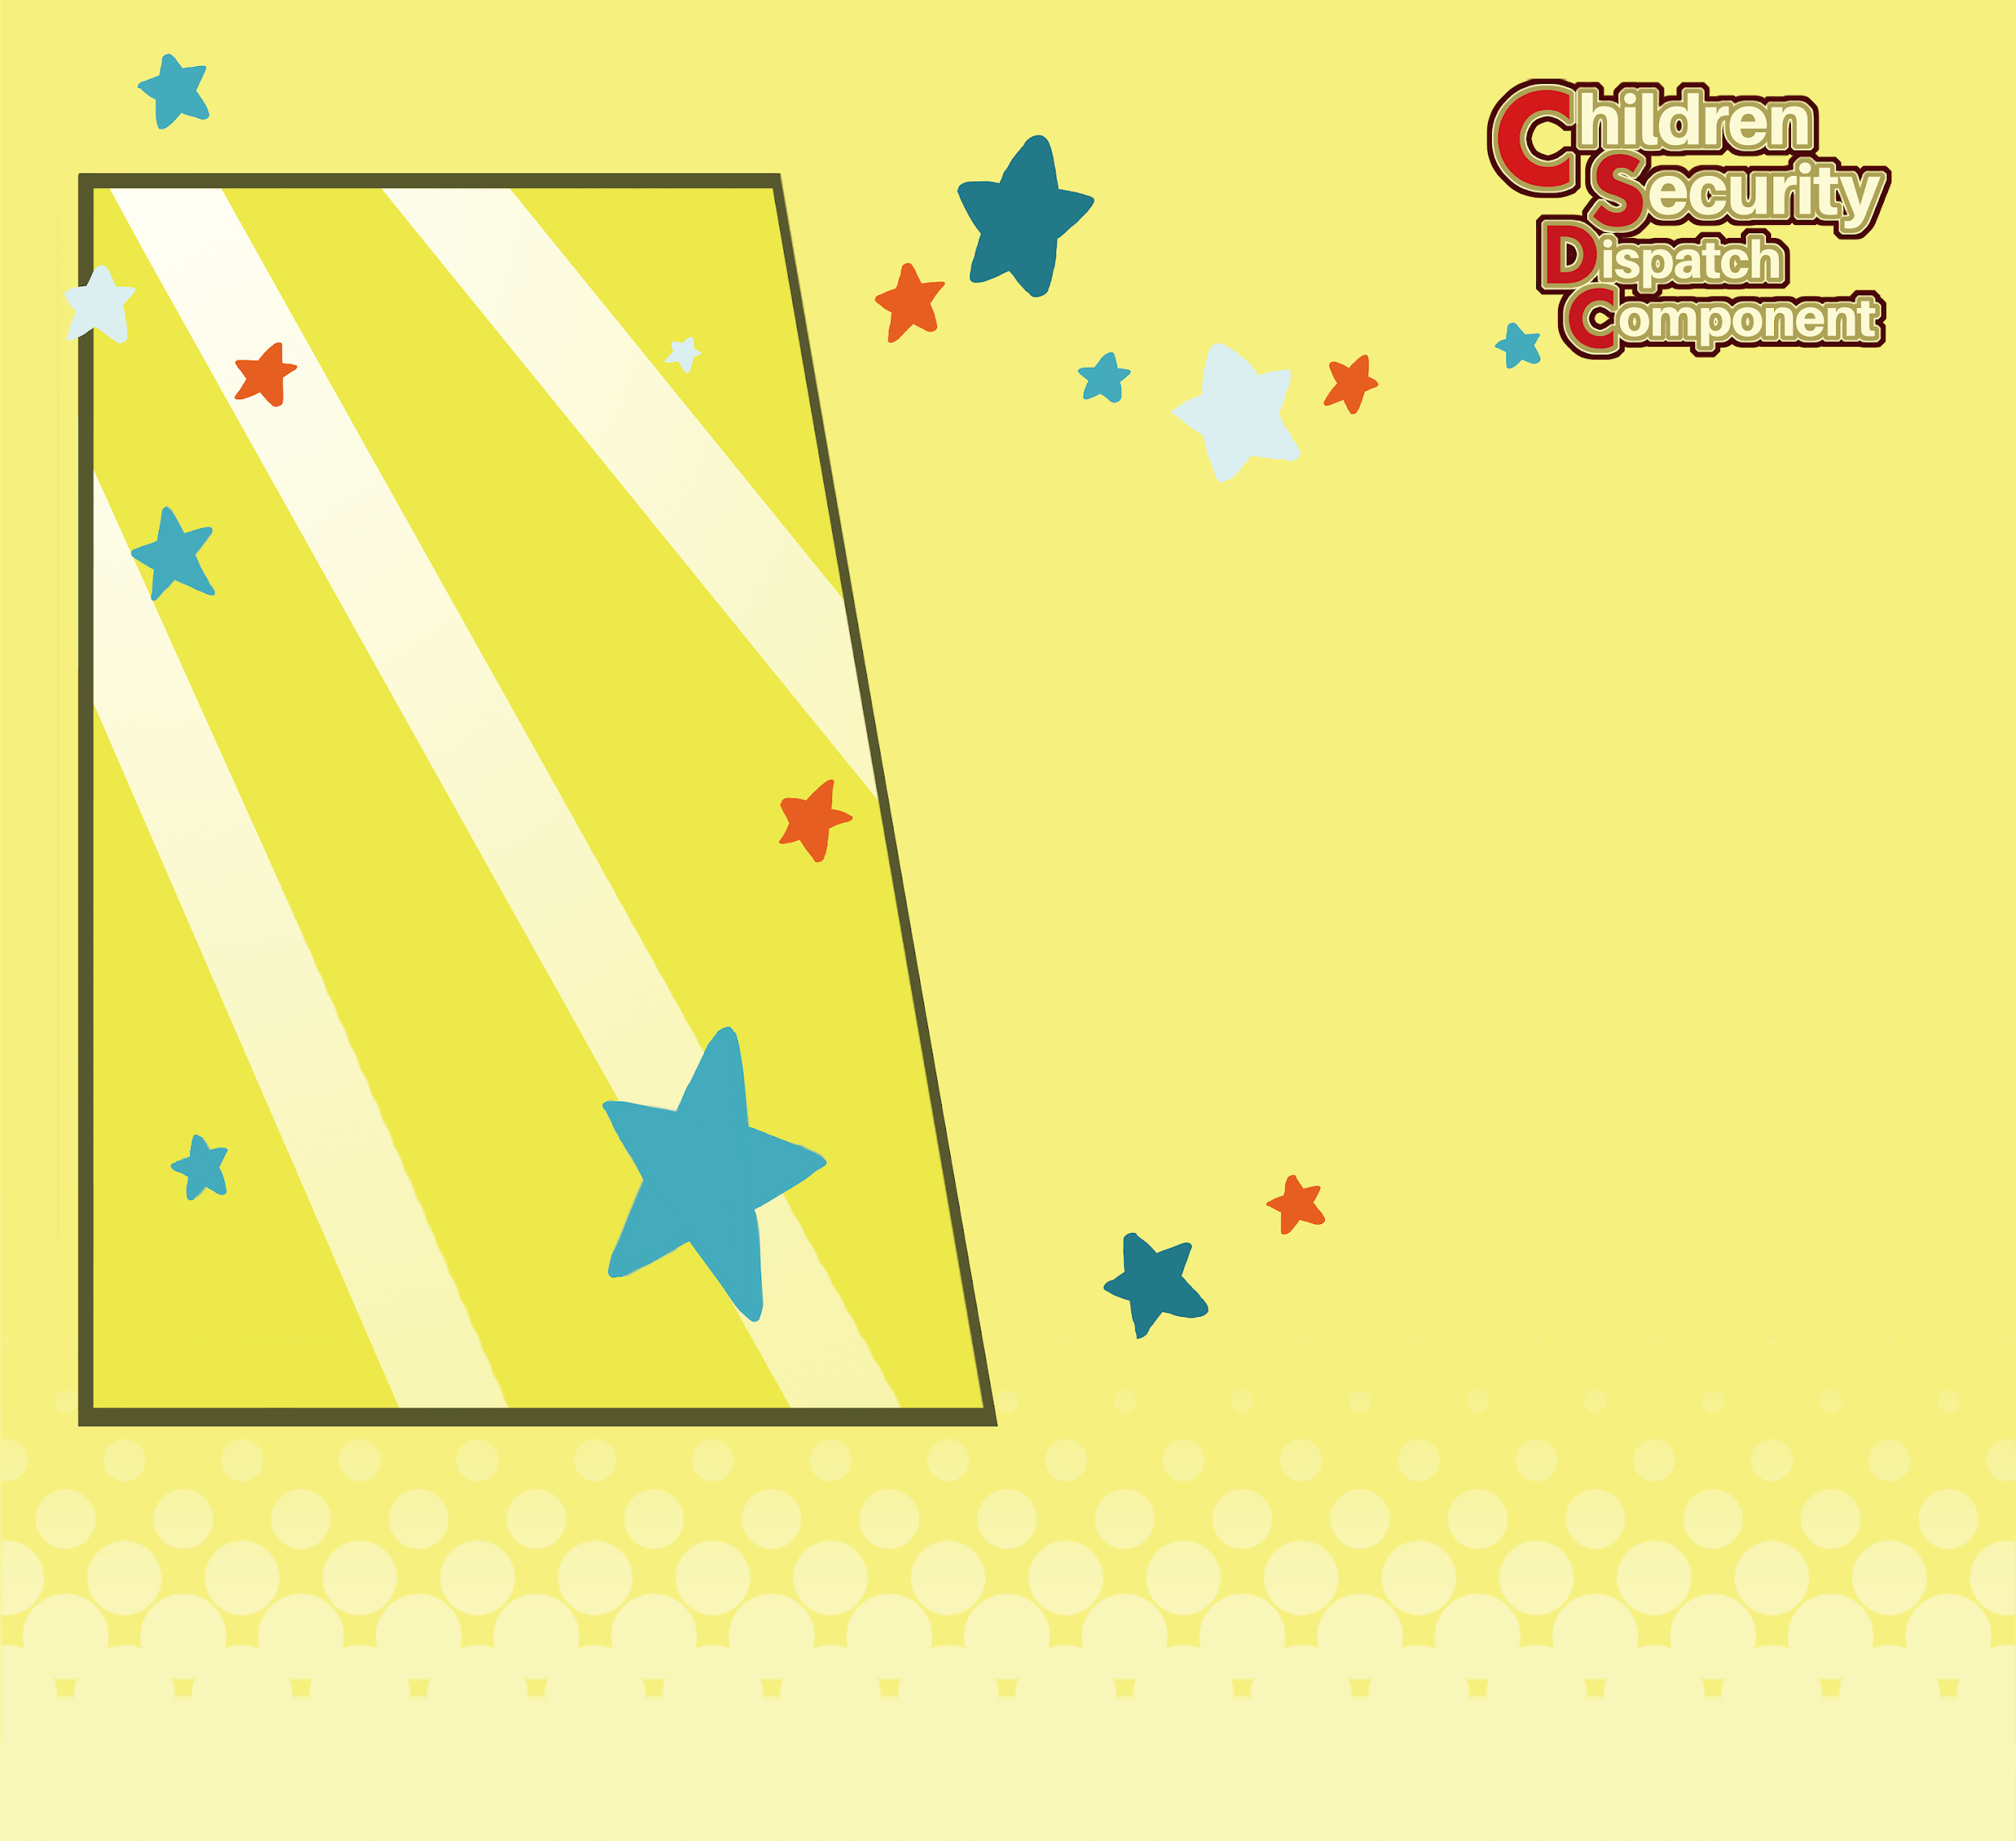 Children
Security
Dispatch
Component